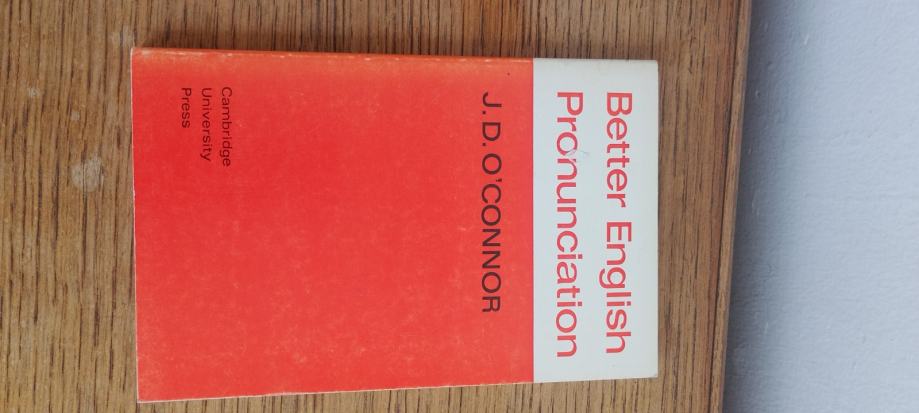 Better English
Pronunciation
J. D. O'CONNOR
Cambridge
University
Press